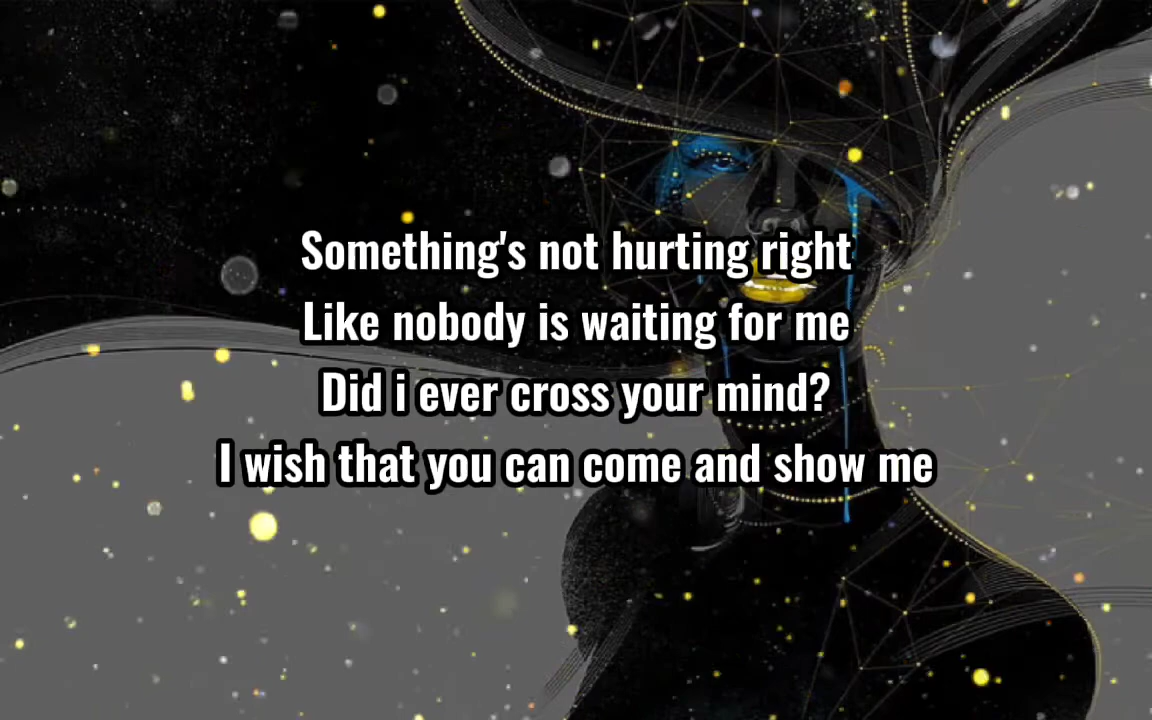 Something's not hurting right
Like nobody is waiting for me
Did i ever cross your mind?
I wish that you can come and show me